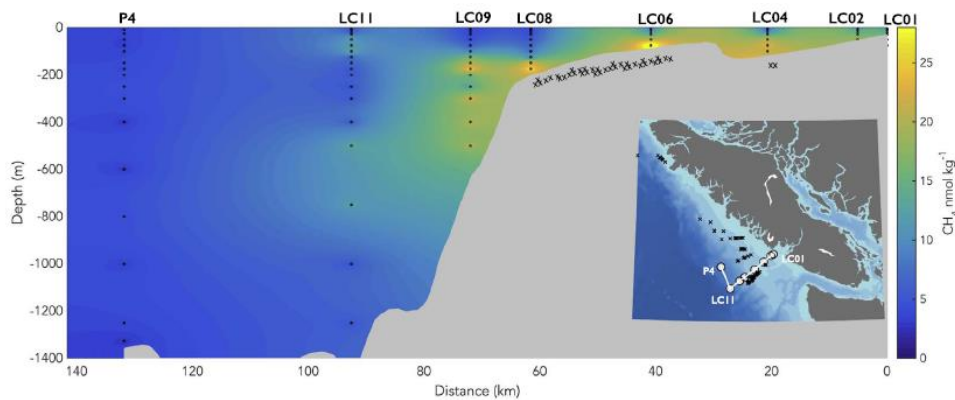 P4 LC11 LC09 LC08 LC06 LC04 LC02 LC01
0
-200
-400
-600
-800
-1000
-1200
-1400
Depth (m)
140 120 100 80 60 40 20 0
Distance (km)
P4
LC01
LC11
25
20
15
10
5
0
CH4 nmol kg-1